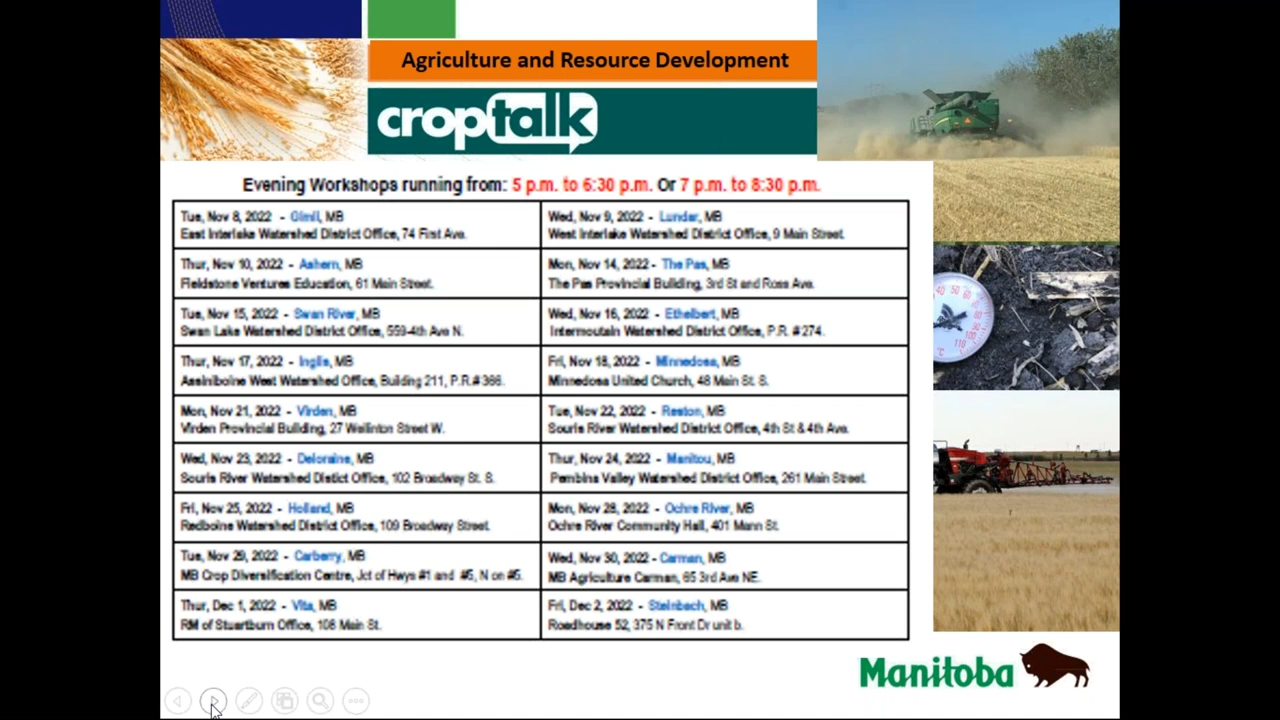 Agriculture and Resource Development
croptalk
Evening Workshops running from: 5 p.m. to 6:30 p.m. Or 7 p.m. to 8:30 p.m.
Tue, Nov 8, 2022 - Gimli, MB
East Interlake Watershed District Office, 74 First Ave.
Wed, Nov 9, 2022 - Lundar, MB
West Interlake Watershed District Office, 9 Main Street.
Thur, Nov 10, 2022 - Ashern, MB
Fieldstone Ventures Education, 61 Main Street.
Mon, Nov 14, 2022 - The Pas, MB
The Pas Provincial Building, 3rd St and Ross Ave.
Tue, Nov 15, 2022 - Swan River, MB
Swan Lake Watershed District Office, 559-4th Ave N.
Wed, Nov 16, 2022 - Ethelbert, MB
Intermoutain Watershed District Office, P.R. # 274.
Thur, Nov 17, 2022 - Inglis, MB
Assiniboine West Watershed Office, Building 211, P.R.# 366.
Fri, Nov 18, 2022 - Minnedosa, MB
Minnedosa United Church, 48 Main St. S.
Mon, Nov 21, 2022 - Virden, MB
Virden Provincial Building, 27 Wellinton Street W.
Tue, Nov 22, 2022 - Reston, MB
Souris River Watershed District Office, 4th St & 4th Ave.
Wed, Nov 23, 2022 - Deloraine, MB
Souris River Watershed Distict Office, 102 Broadway St. S.
Thur, Nov 24, 2022 - Manitou, MB
Pembina Valley Watershed District Office, 261 Main Street.
Fri, Nov 25, 2022 - Holland, MB
Redboine Watershed District Office, 109 Broadway Street.
Mon, Nov 28, 2022 - Ochre River, MB
Ochre River Community Hall, 401 Mann St.
Tue, Nov 29, 2022 - Carberry, MB
MB Crop Diversification Centre, Jct of Hwys #1 and #5, N on #5.
Wed, Nov 30, 2022 - Carman, MB
MB Agriculture Carman, 65 3rd Ave NE.
Thur, Dec 1, 2022 - Vita, MB
RM of Stuartburn Office, 108 Main St.
Fri, Dec 2, 2022 - Steinbach, MB
Roadhouse 52, 375 N Front Dr unit b.
40 50 60 70 80 90 100 110
°C
Manitoba